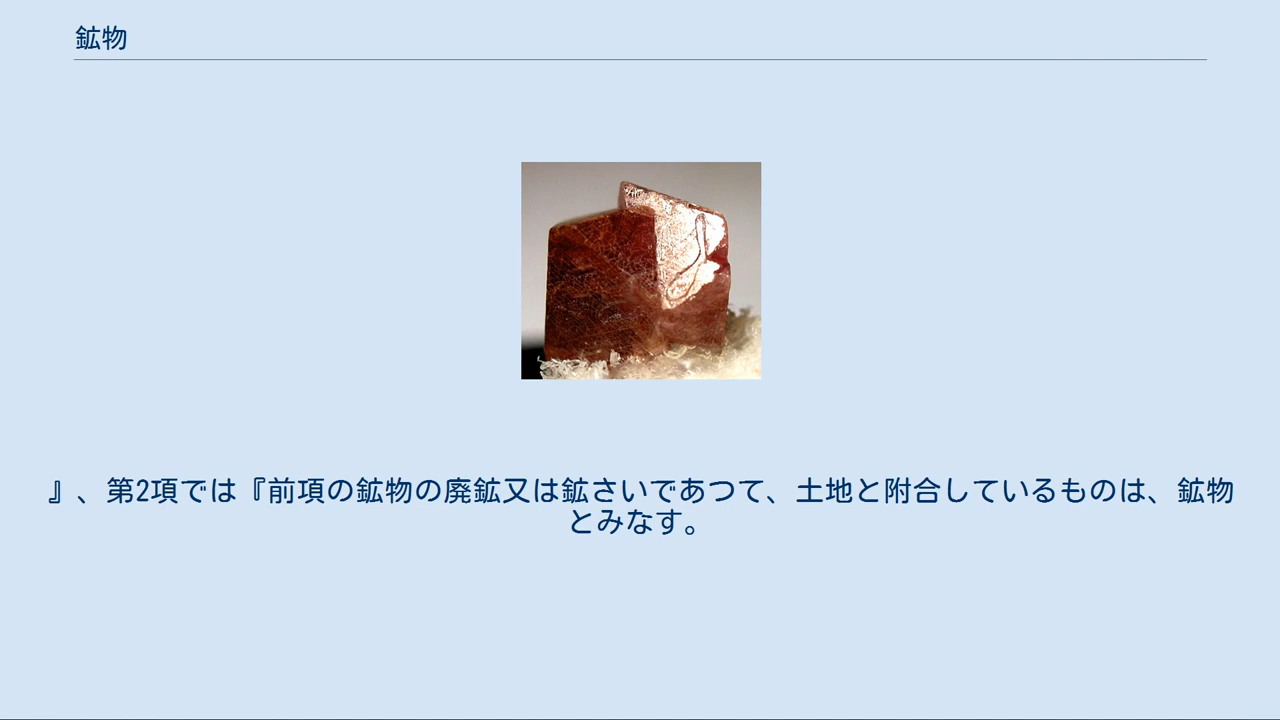 鉱物
』、第2項では『前項の鉱物の廃鉱又は鉱さいであつて、土地と附合しているものは、鉱物
とみなす。